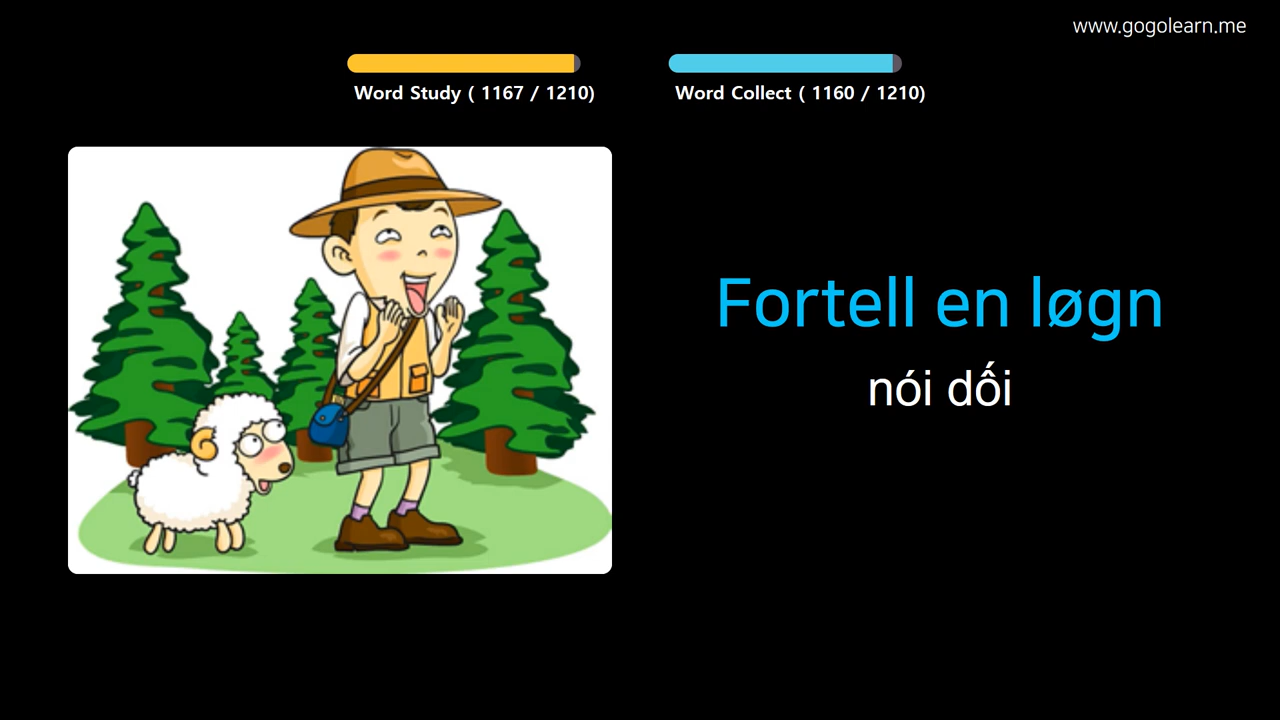 www.gogolearn.me
Word Study ( 1167 / 1210)
Word Collect ( 1160 / 1210)
Fortell en løgn
nói dối